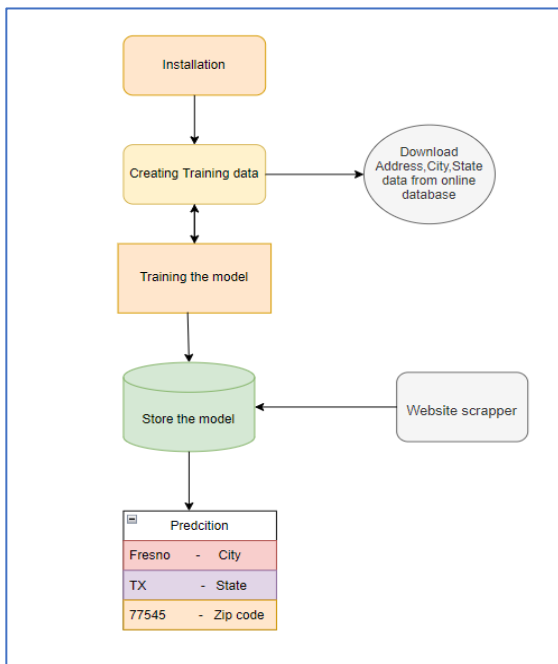 Installation
Creating Training data
Download
Address,City,State
data from online
database
Training the model
Store the model
Website scrapper
Predcition
Fresno - City
TX - State
77545 - Zip code